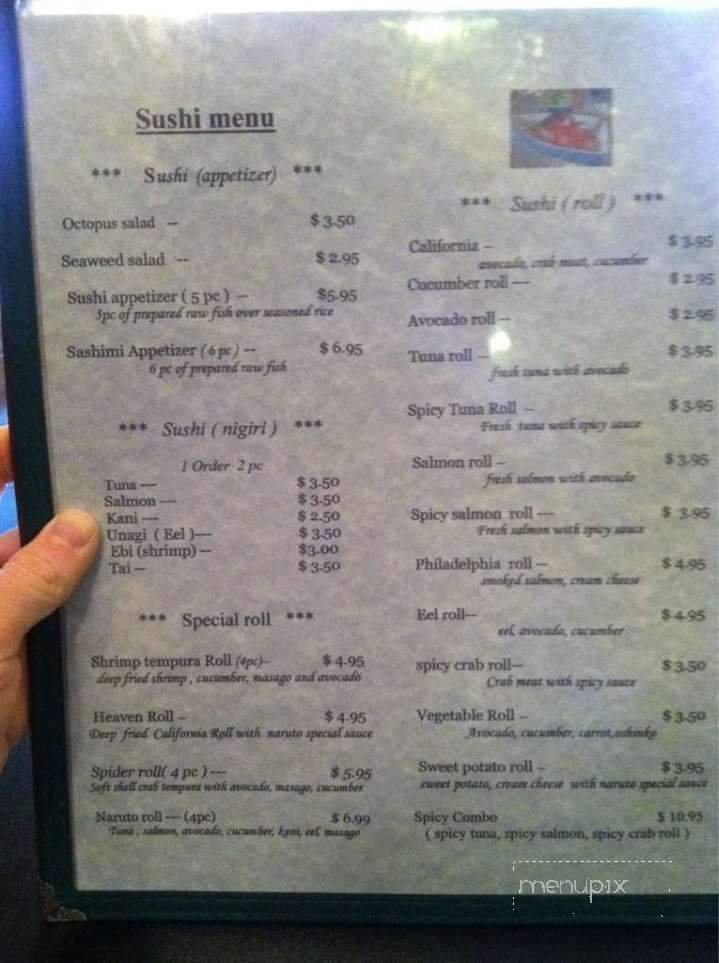 Sushi menu
*** Sushi (appetizer) ***
Octopus salad -- $ 3.50
Seaweed salad -- $ 2.95
Sushi appetizer ( 5 pc ) -- $5.95
5pc of prepared raw fish over seasoned rice
Sashimi Appetizer ( 6 pc ) -- $ 6.95
6 pc of prepared raw fish
*** Sushi ( nigiri ) ***
1 Order 2 pc
Tuna --- $ 3.50
Salmon --- $ 3.50
Kani --- $ 2.50
Unagi ( Eel )--- $ 3.50
Ebi (shrimp) -- $3.00
Tai -- $ 3.50
*** Special roll ***
Shrimp tempura Roll (4pc)- $ 4.95
deep fried shrimp , cucumber, masago and avocado
Heaven Roll - $ 4.95
Deep fried California Roll with naruto special sauce
Spider roll( 4 pc ) --- $ 5.95
Soft shell crab tempura with avocado, masago, cucumber
Naruto roll --- (4pc) $ 6.99
Tuna , salmon, avocado, cucumber, kani, eel, masago
*** Sushi ( roll ) ***
California - $ 3.95
avocado, crab meat, cucumber
Cucumber roll --- $ 2.95
Avocado roll -- $ 2.95
Tuna roll -- $ 3.95
fresh tuna with avocado
Spicy Tuna Roll - $ 3.95
Fresh tuna with spicy sauce
Salmon roll - $ 3.95
fresh salmon with avocado
Spicy salmon roll --- $ 3.95
Fresh salmon with spicy sauce
Philadelphia roll -- $ 4.95
smoked salmon, cream cheese
Eel roll-- $ 4.95
eel, avocado, cucumber
spicy crab roll-- $ 3.50
Crab meat with spicy sauce
Vegetable Roll - $ 3.50
Avocado, cucumber, carrot,oshinko
Sweet potato roll - $ 3.95
sweet potato, cream cheese with naruto special sauce
Spicy Combo $ 10.95
( spicy tuna, spicy salmon, spicy crab roll )
menupix